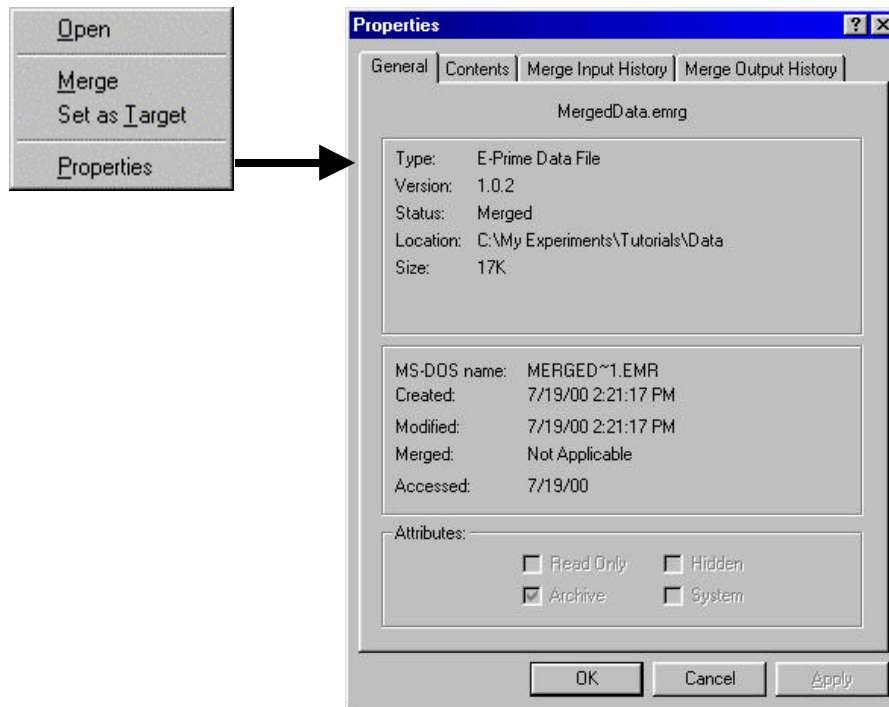 Open
Merge
Set as Target
Properties
Properties
General Contents Merge Input History Merge Output History
MergedData.emrg
Type: E-Prime Data File
Version: 1.0.2
Status: Merged
Location: C:\My Experiments\Tutorials\Data
Size: 17K
MS-DOS name: MERGED~1.EMR
Created: 7/19/00 2:21:17 PM
Modified: 7/19/00 2:21:17 PM
Merged: Not Applicable
Accessed: 7/19/00
Attributes:
Read Only Hidden
Archive System
OK Cancel Apply